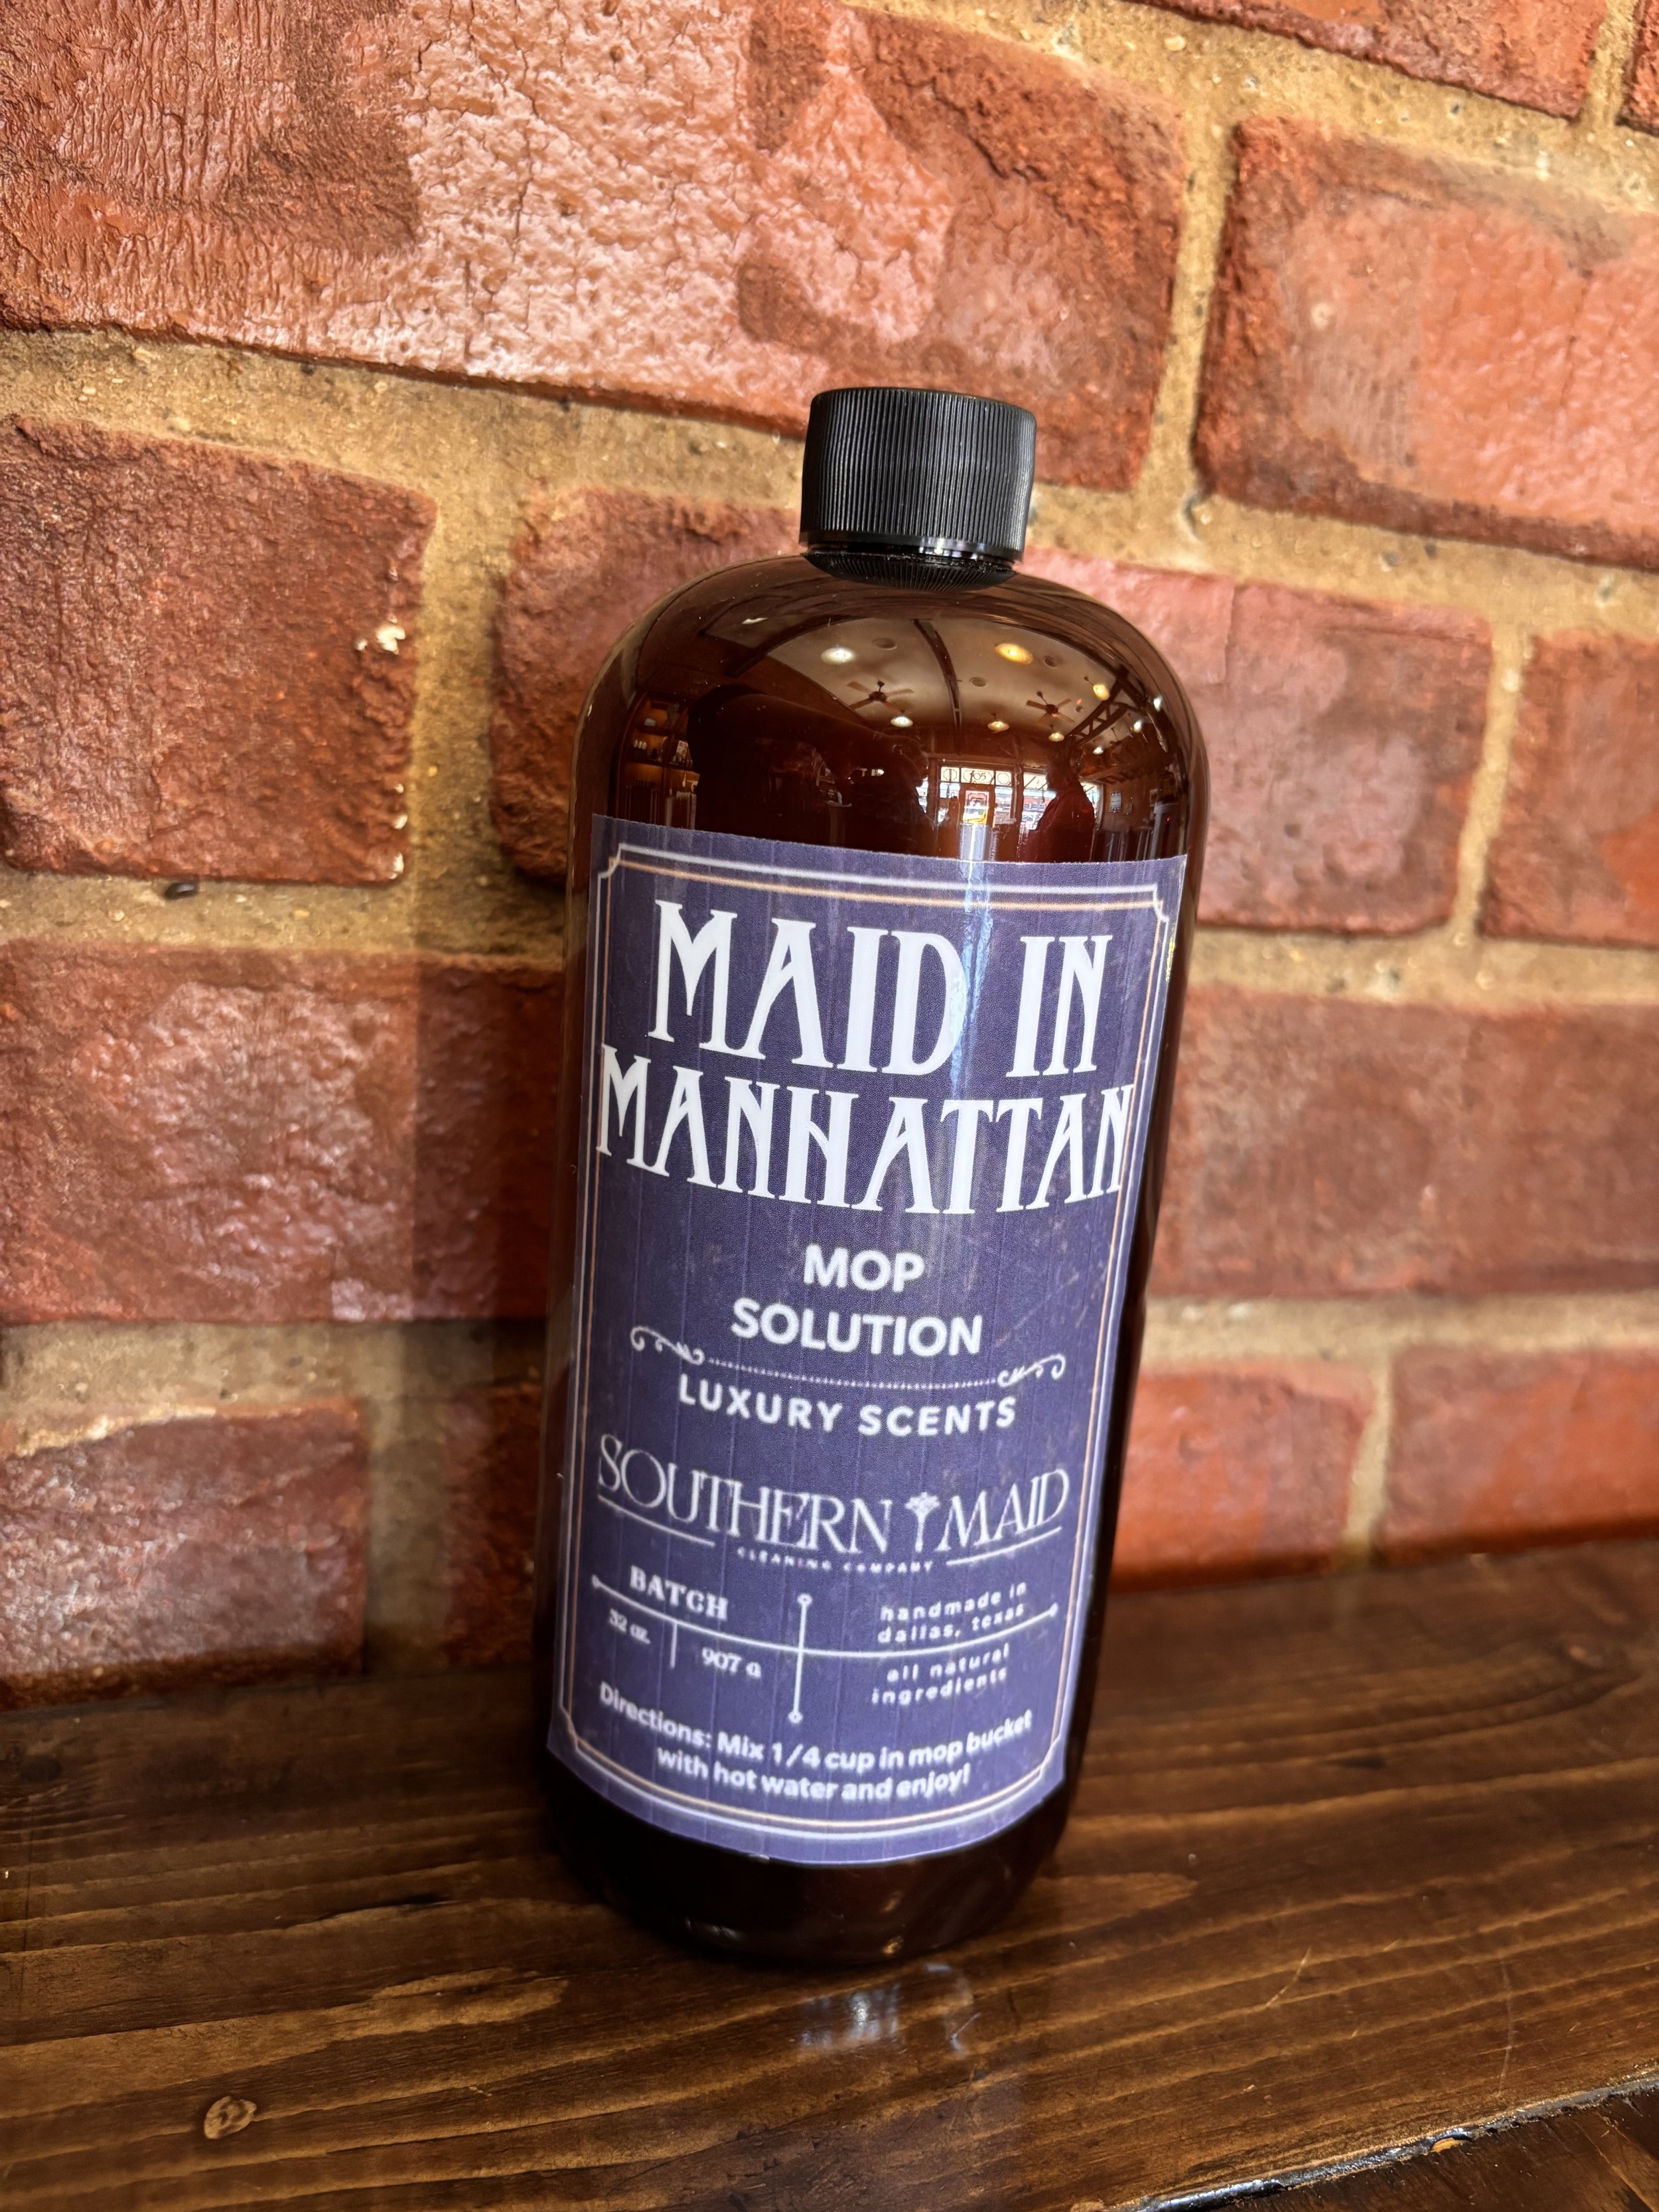 MAID IN
MANHATTAN
MOP
SOLUTION
LUXURY SCENTS
SOUTHERN MAID
CLEANING COMPANY
BATCH
32 oz.
907 g
handmade in
dallas, texas
all natural
ingredients
Directions: Mix 1/4 cup in mop bucket
with hot water and enjoy!